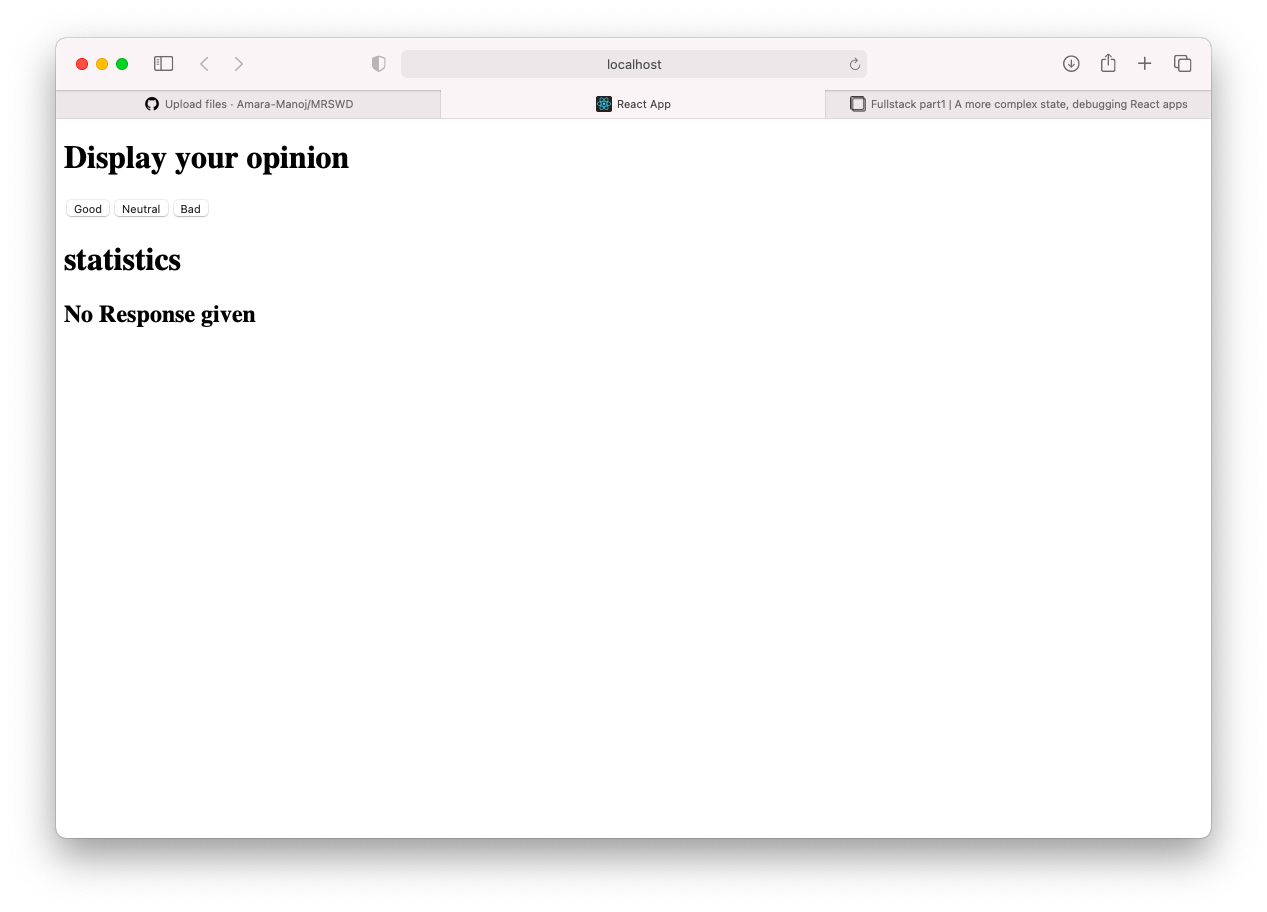 localhost
Upload files · Amara-Manoj/MRSWD
React App
Fullstack part1 | A more complex state, debugging React apps
Display your opinion
Good Neutral Bad
statistics
No Response given